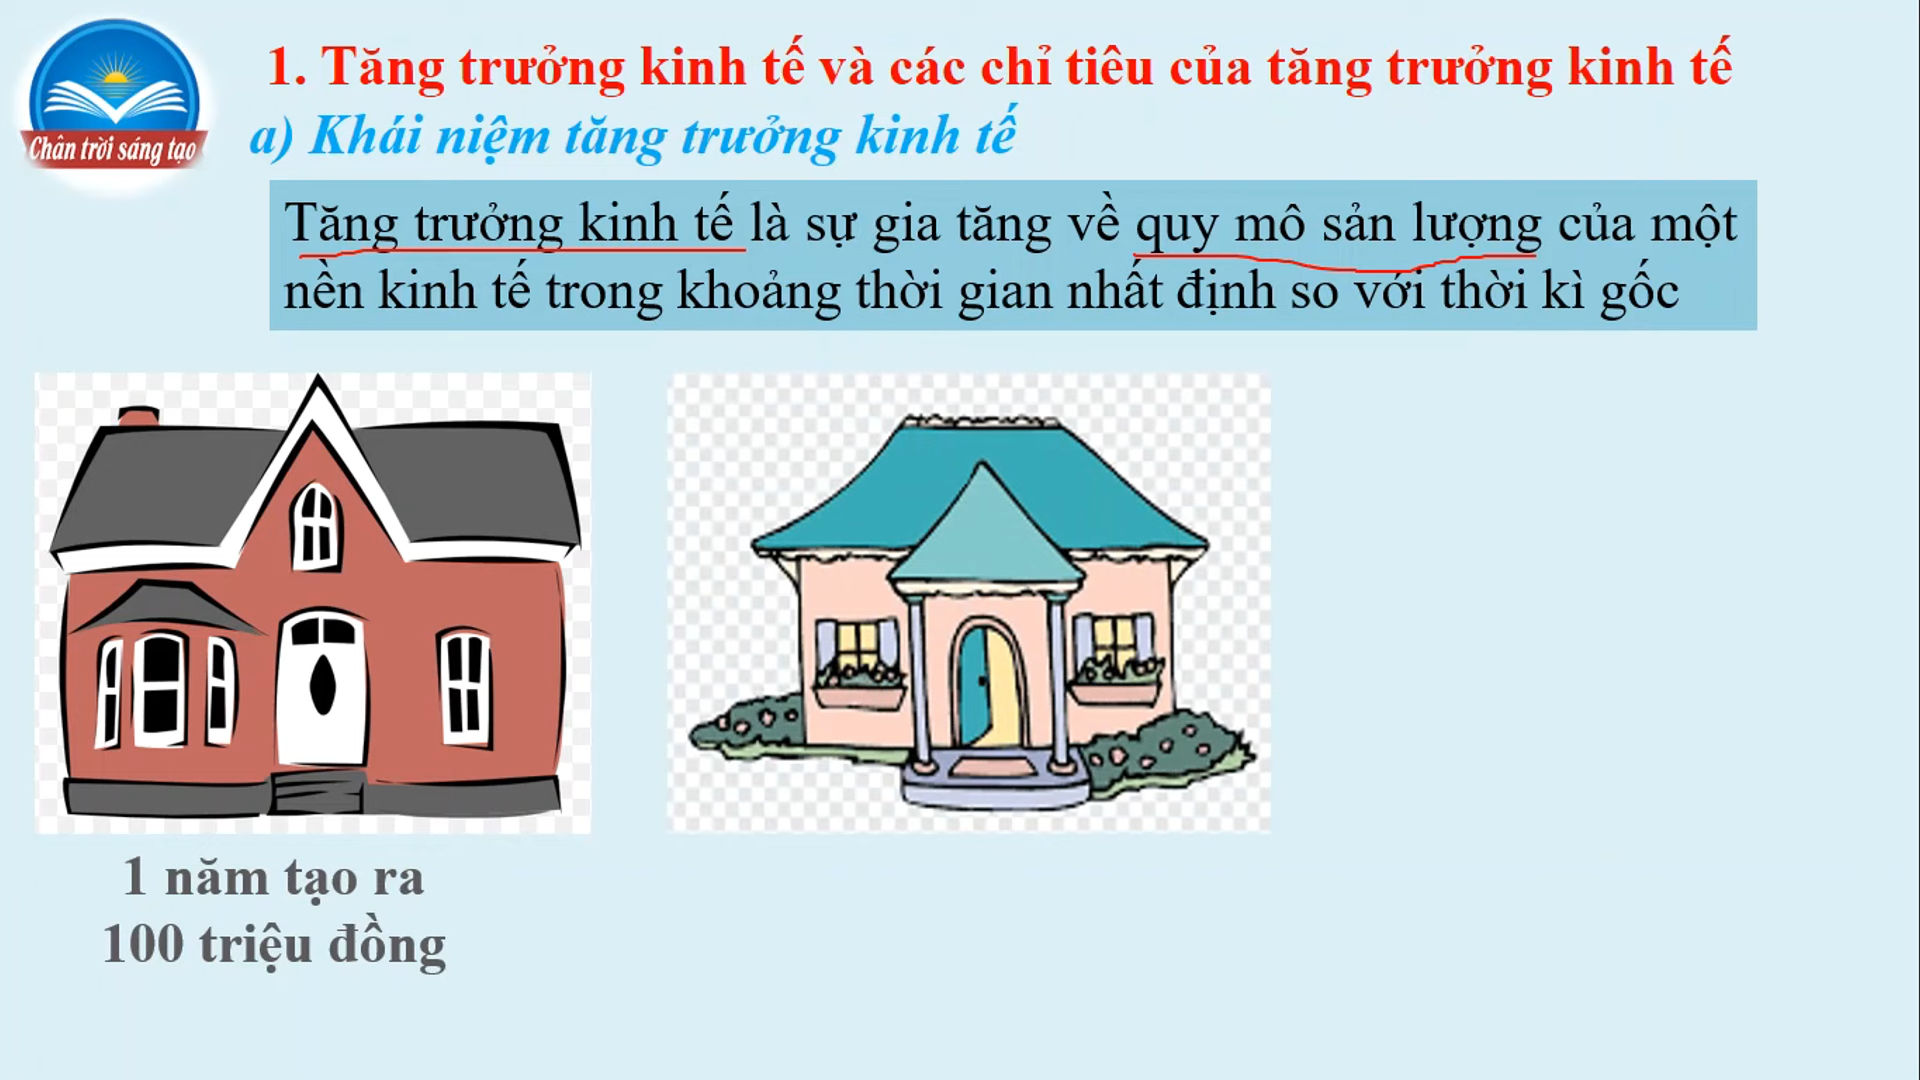 Chân trời sáng tạo
1. Tăng trưởng kinh tế và các chỉ tiêu của tăng trưởng kinh tế
a) Khái niệm tăng trưởng kinh tế
Tăng trưởng kinh tế là sự gia tăng về quy mô sản lượng của một
nền kinh tế trong khoảng thời gian nhất định so với thời kì gốc
1 năm tạo ra
100 triệu đồng